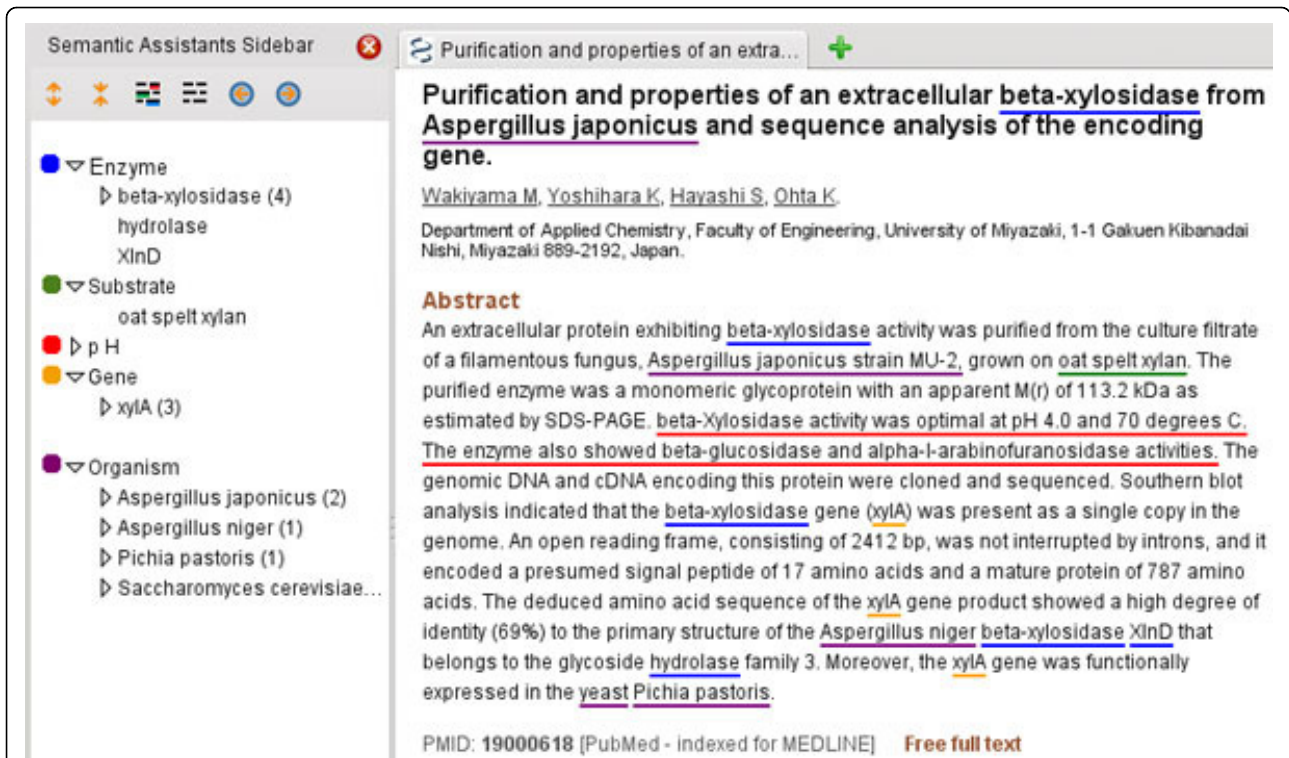 Semantic Assistants Sidebar
Enzyme
beta-xylosidase (4)
hydrolase
XlnD
Substrate
oat spelt xylan
p H
Gene
xylA (3)
Organism
Aspergillus japonicus (2)
Aspergillus niger (1)
Pichia pastoris (1)
Saccharomyces cerevisiae...
Purification and properties of an extra...
Purification and properties of an extracellular beta-xylosidase from
Aspergillus japonicus and sequence analysis of the encoding
gene.
Wakiyama M, Yoshihara K, Hayashi S, Ohta K.
Department of Applied Chemistry, Faculty of Engineering, University of Miyazaki, 1-1 Gakuen Kibanadai
Nishi, Miyazaki 889-2192, Japan.
Abstract
An extracellular protein exhibiting beta-xylosidase activity was purified from the culture filtrate
of a filamentous fungus, Aspergillus japonicus strain MU-2, grown on oat spelt xylan. The
purified enzyme was a monomeric glycoprotein with an apparent M(r) of 113.2 kDa as
estimated by SDS-PAGE. beta-Xylosidase activity was optimal at pH 4.0 and 70 degrees C.
The enzyme also showed beta-glucosidase and alpha-l-arabinofuranosidase activities. The
genomic DNA and cDNA encoding this protein were cloned and sequenced. Southern blot
analysis indicated that the beta-xylosidase gene (xylA) was present as a single copy in the
genome. An open reading frame, consisting of 2412 bp, was not interrupted by introns, and it
encoded a presumed signal peptide of 17 amino acids and a mature protein of 787 amino
acids. The deduced amino acid sequence of the xylA gene product showed a high degree of
identity (69%) to the primary structure of the Aspergillus niger beta-xylosidase XlnD that
belongs to the glycoside hydrolase family 3. Moreover, the xylA gene was functionally
expressed in the yeast Pichia pastoris.
PMID: 19000618 [PubMed - indexed for MEDLINE] Free full text